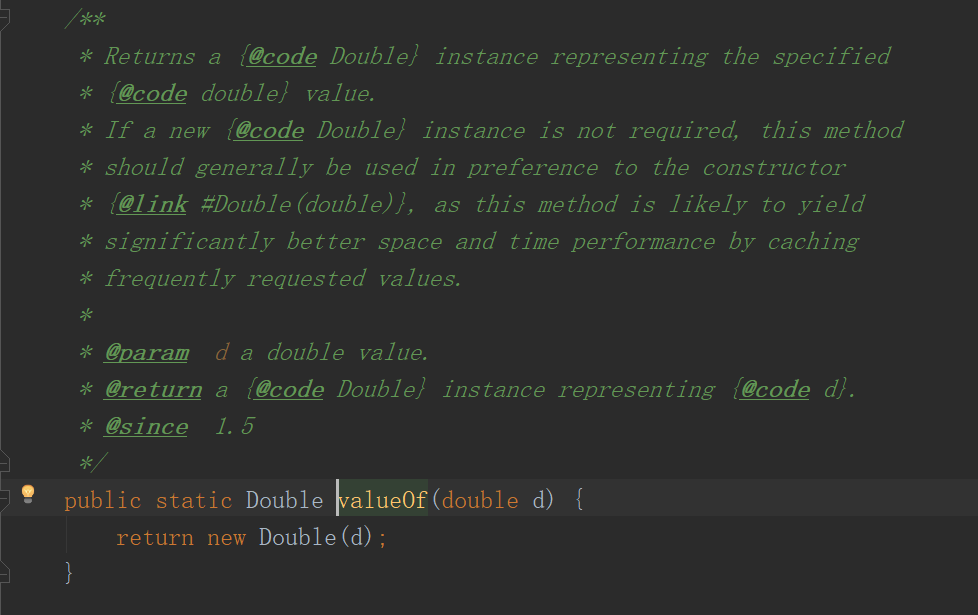 /**
* Returns a {@code Double} instance representing the specified
* {@code double} value.
* If a new {@code Double} instance is not required, this method
* should generally be used in preference to the constructor
* {@link #Double(double)}, as this method is likely to yield
* significantly better space and time performance by caching
* frequently requested values.
*
* @param  d a double value.
* @return a {@code Double} instance representing {@code d}.
* @since  1.5
*/
public static Double valueOf(double d) {
    return new Double(d);
}